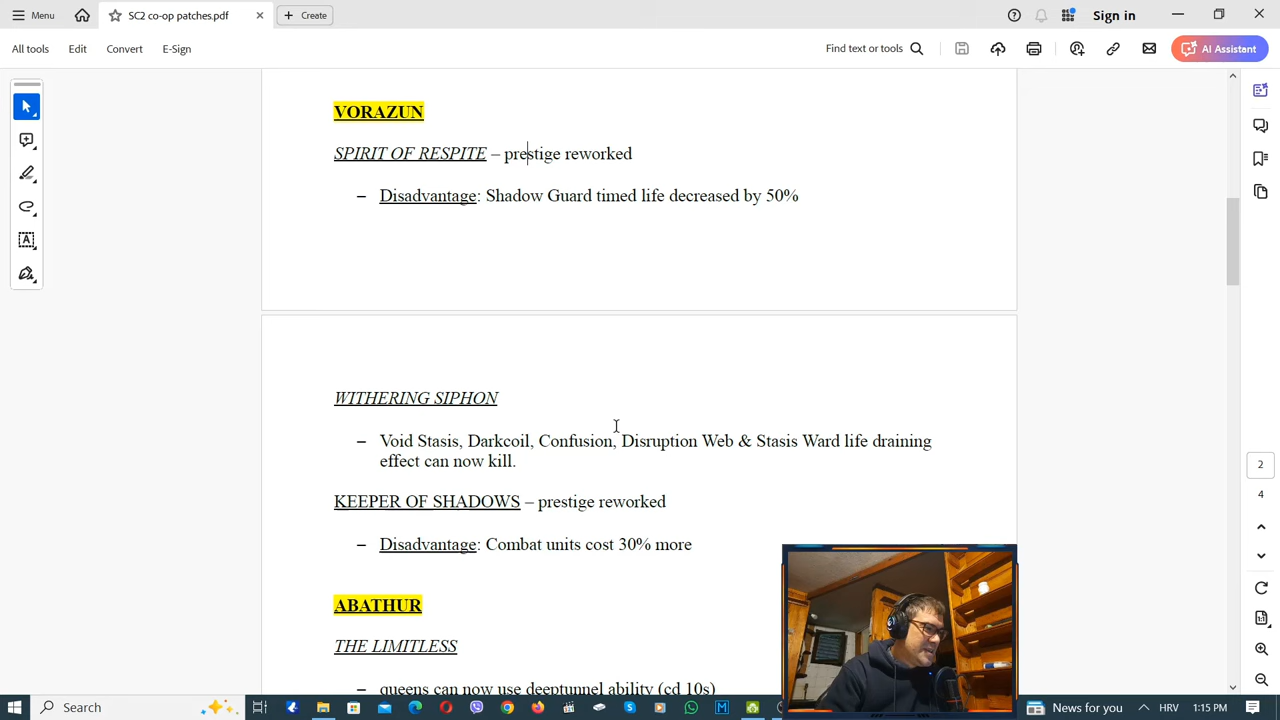 Menu
SC2 co-op patches.pdf
Create
Sign in
All tools
Edit
Convert
E-Sign
Find text or tools
AI Assistant
VORAZUN
SPIRIT OF RESPITE – prestige reworked
– Disadvantage: Shadow Guard timed life decreased by 50%
WITHERING SIPHON
– Void Stasis, Darkcoil, Confusion, Disruption Web & Stasis Ward life draining
effect can now kill.
KEEPER OF SHADOWS – prestige reworked
– Disadvantage: Combat units cost 30% more
ABATHUR
THE LIMITLESS
– queens can now use deeptunnel ability (cd 10s)
2
4
Search
News for you
HRV
1:15 PM